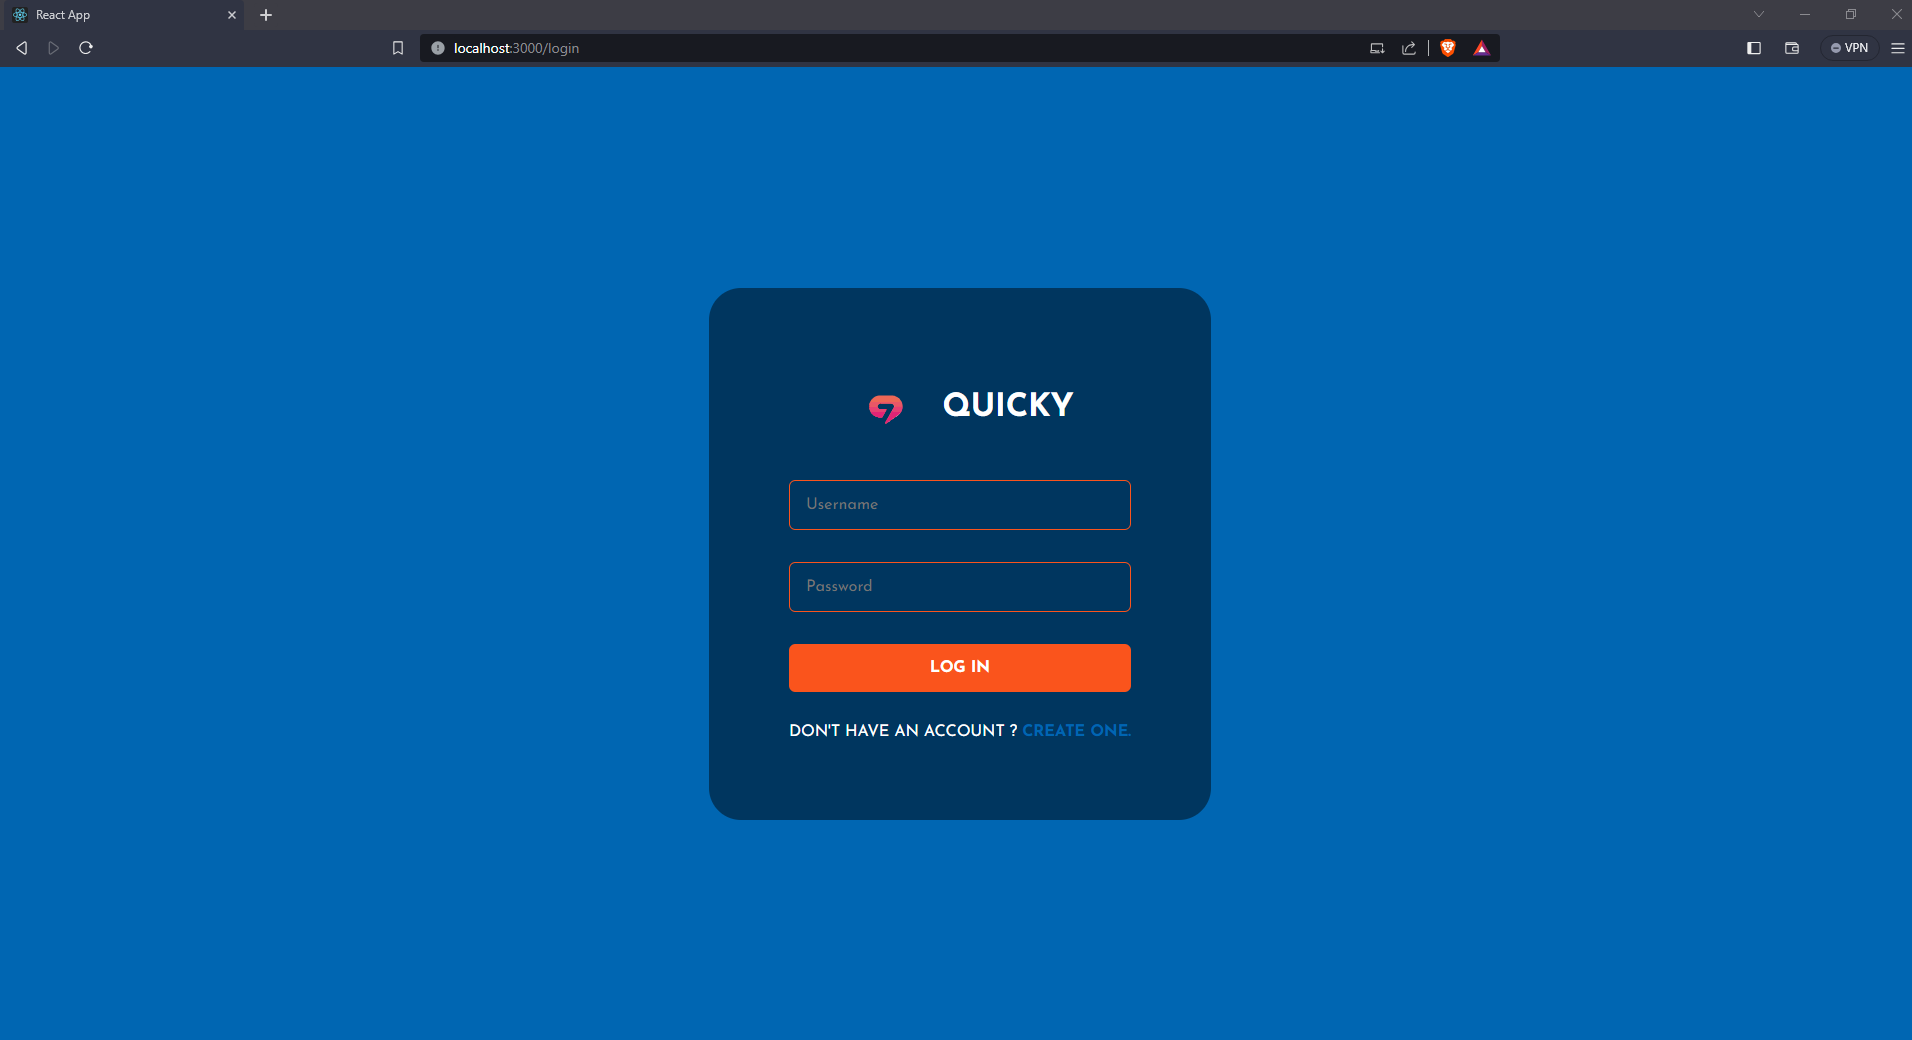 React App
localhost:3000/login
VPN
QUICKY
Username
Password
LOG IN
DON'T HAVE AN ACCOUNT ? CREATE ONE.